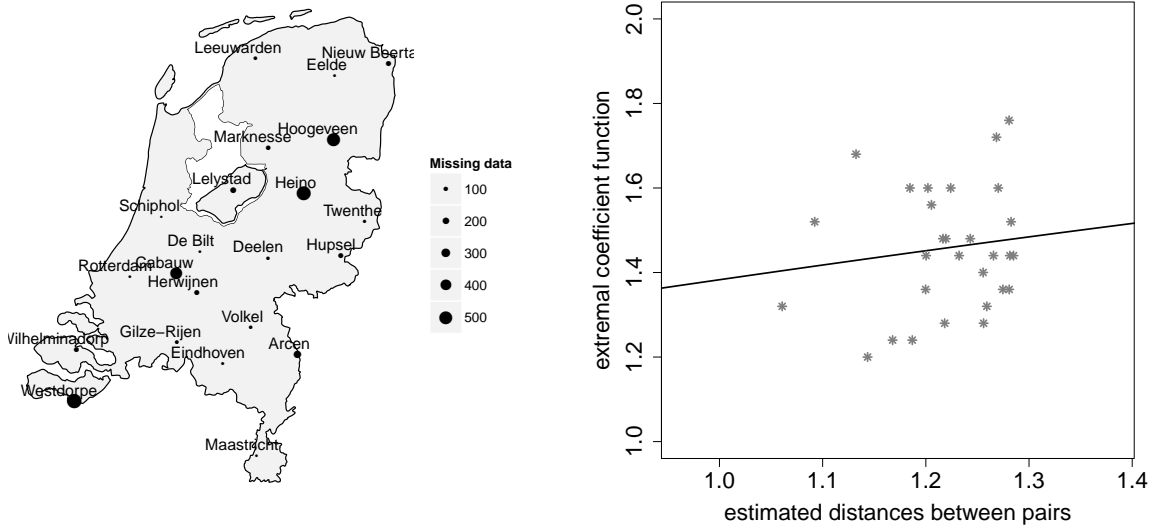 Leeuwarden
Nieuw Beerta
Eelde
Hoogeveen
Marknesse
Lelystad
Heino
Schiphol
Twenthe
De Bilt
Deelen
Hupsel
Cabauw
Rotterdam
Herwijnen
Volkel
Gilze−Rijen
Wilhelminadorp
Arcen
Eindhoven
Westdorpe
Maastricht
Missing data
100
200
300
400
500
extremal coefficient function
2.0
1.8
1.6
1.4
1.2
1.0
1.0 1.1 1.2 1.3 1.4
estimated distances between pairs